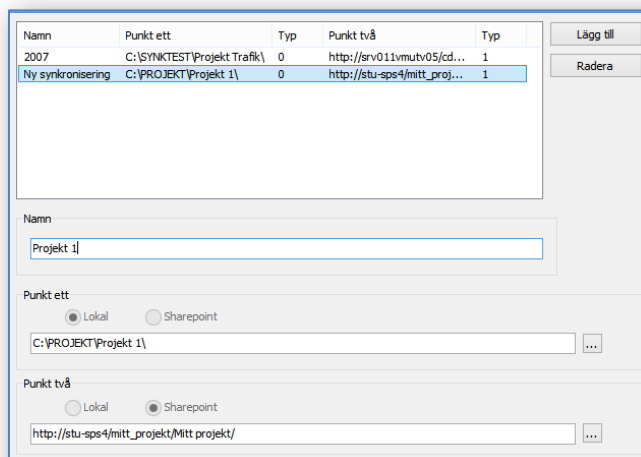 Namn Punkt ett Typ Punkt två Typ
2007 C:\SYNKTEST\Projekt Trafik\ 0 http://srv011vmutv05/cd... 1
Ny synkronisering C:\PROJEKT\Projekt 1\ 0 http://stu-sps4/mitt_proj... 1
Lägg till
Radera
Namn
Projekt 1
Punkt ett
Lokal Sharepoint
C:\PROJEKT\Projekt 1\ ...
Punkt två
Lokal Sharepoint
http://stu-sps4/mitt_projekt/Mitt projekt/ ...